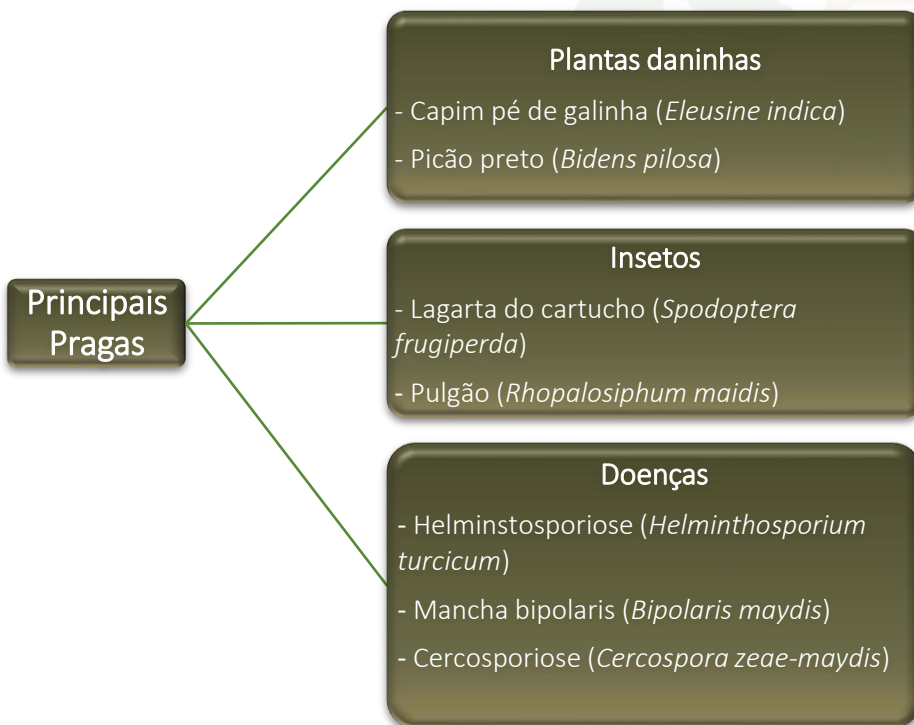 Plantas daninhas
- Capim pé de galinha (Eleusine indica)
- Picão preto (Bidens pilosa)
Principais
Pragas
Insetos
- Lagarta do cartucho (Spodoptera
frugiperda)
- Pulgão (Rhopalosiphum maidis)
Doenças
- Helminstosporiose (Helminthosporium
turcicum)
- Mancha bipolaris (Bipolaris maydis)
- Cercosporiose (Cercospora zeae-maydis)